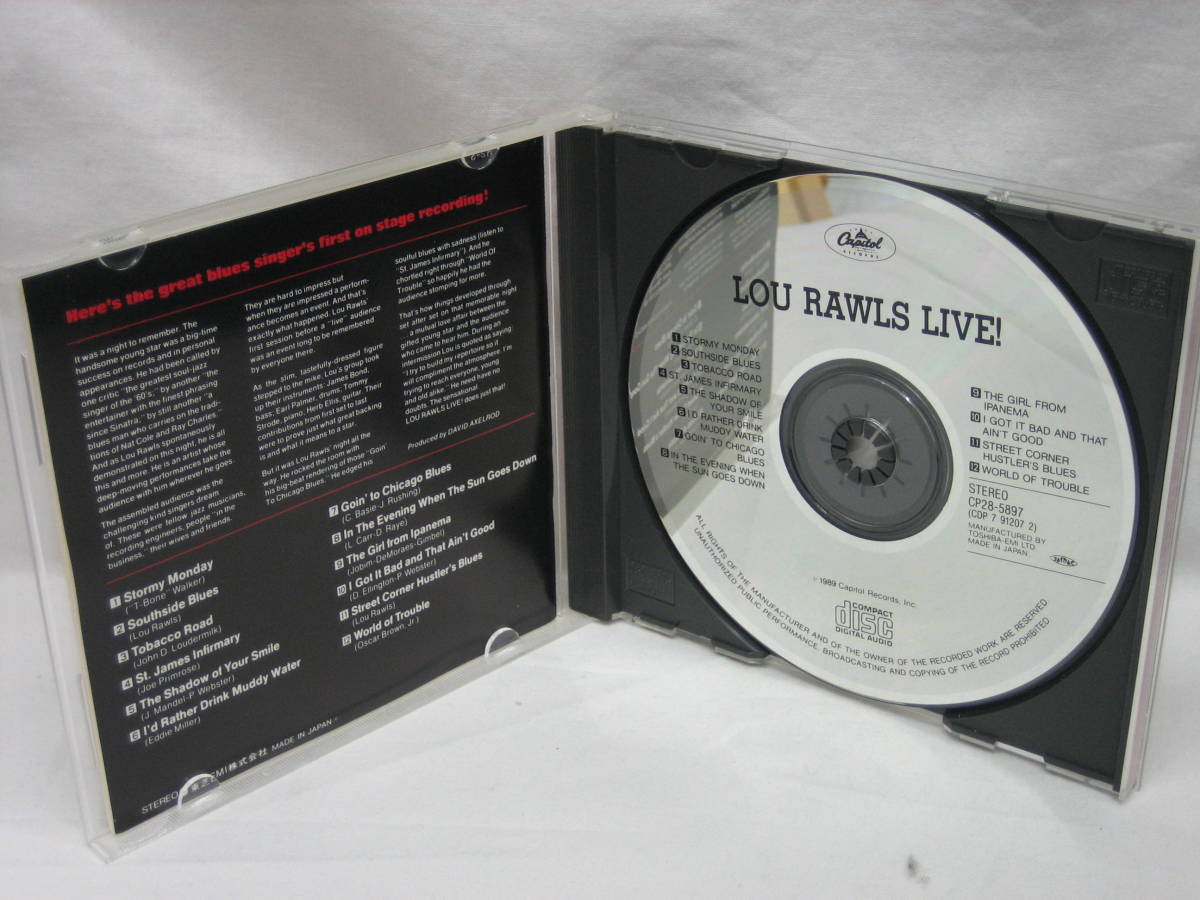 Here's the great blues singer's first on stage recording!
It was a night to remember. The
handsome young star was a big-time
success on records and in personal
appearances. He had been called by
one critic "the greatest soul-jazz
singer of the '60's," by another "the
entertainer with the finest phrasing
since Sinatra," by still another "a
blues man who carries on the tradi-
tions of Nat Cole and Ray Charles."
And as Lou Rawls spontaneously
demonstrated on this night, he is all
this and more. He is an artist whose
deep-moving performances take the
audience with him wherever he goes
The assembled audience was the
challenging kind singers dream
of. These were fellow jazz musicians,
recording engineers, people "in the
business," their wives and friends.
They are hard to impress but
when they are impressed a perform-
ance becomes an event. And that's
exactly what happened. Lou Rawls'
first session before a "live" audience
was an event long to be remembered
by everyone there.
As the slim, tastefully-dressed figure
stepped to the mike, Lou's group took
up their instruments: James Bond,
bass; Earl Palmer, drums; Tommy
Strode, piano; Herb Ellis, guitar. Their
contributions from first set to last
were to prove just what great backing
is and what it means to a star.
But it was Lou Rawls' night all the
way. He rocked the room with
his big-beat rendering of those "Goin'
To Chicago Blues." He edged his
soulful blues with sadness (listen to
"St. James Infirmary"). And he
chortled right through "World Of
Trouble" so happily he had the
audience stomping for more.
That's how things developed through
set after set on that memorable night
... a mutual love affair between the
gifted young star and the audience
who came to hear him. During an
intermission Lou is quoted as saying:
"I try to build my repertoire so it
will compliment the atmosphere. I'm
trying to reach everyone, young
and old alike." He need have no
doubts. The sensational
LOU RAWLS LIVE! does just that!
Produced by DAVID AXELROD
1 Stormy Monday
("T-Bone" Walker)
2 Southside Blues
(Lou Rawls)
3 Tobacco Road
(John D. Loudermilk)
4 St. James Infirmary
(Joe Primrose)
5 The Shadow of Your Smile
(J. Mandel-P. Webster)
6 I'd Rather Drink Muddy Water
(Eddie Miller)
7 Goin' to Chicago Blues
(C. Basie-J. Rushing)
8 In The Evening When The Sun Goes Down
(L. Carr-D. Raye)
9 The Girl from Ipanema
(Jobim-DeMoraes-Gimbel)
10 I Got It Bad and That Ain't Good
(D. Ellington-P. Webster)
11 Street Corner Hustler's Blues
(Lou Rawls)
12 World of Trouble
(Oscar Brown, Jr.)
STEREO 東芝EMI株式会社 MADE IN JAPAN
Capitol
RECORDS
LOU RAWLS LIVE!
1 STORMY MONDAY
2 SOUTHSIDE BLUES
3 TOBACCO ROAD
4 ST. JAMES INFIRMARY
5 THE SHADOW OF
YOUR SMILE
6 I'D RATHER DRINK
MUDDY WATER
7 GOIN' TO CHICAGO
BLUES
8 IN THE EVENING WHEN
THE SUN GOES DOWN
9 THE GIRL FROM
IPANEMA
10 I GOT IT BAD AND THAT
AIN'T GOOD
11 STREET CORNER
HUSTLER'S BLUES
12 WORLD OF TROUBLE
STEREO
CP28-5897
(CDP 7 91207 2)
MANUFACTURED BY
TOSHIBA-EMI LTD.
MADE IN JAPAN
℗ 1989 Capitol Records, Inc.
COMPACT
disc
DIGITAL AUDIO
ALL RIGHTS OF THE MANUFACTURER AND OF THE OWNER OF THE RECORDED WORK ARE RESERVED
UNAUTHORIZED PUBLIC PERFORMANCE, BROADCASTING AND COPYING OF THE RECORD PROHIBITED